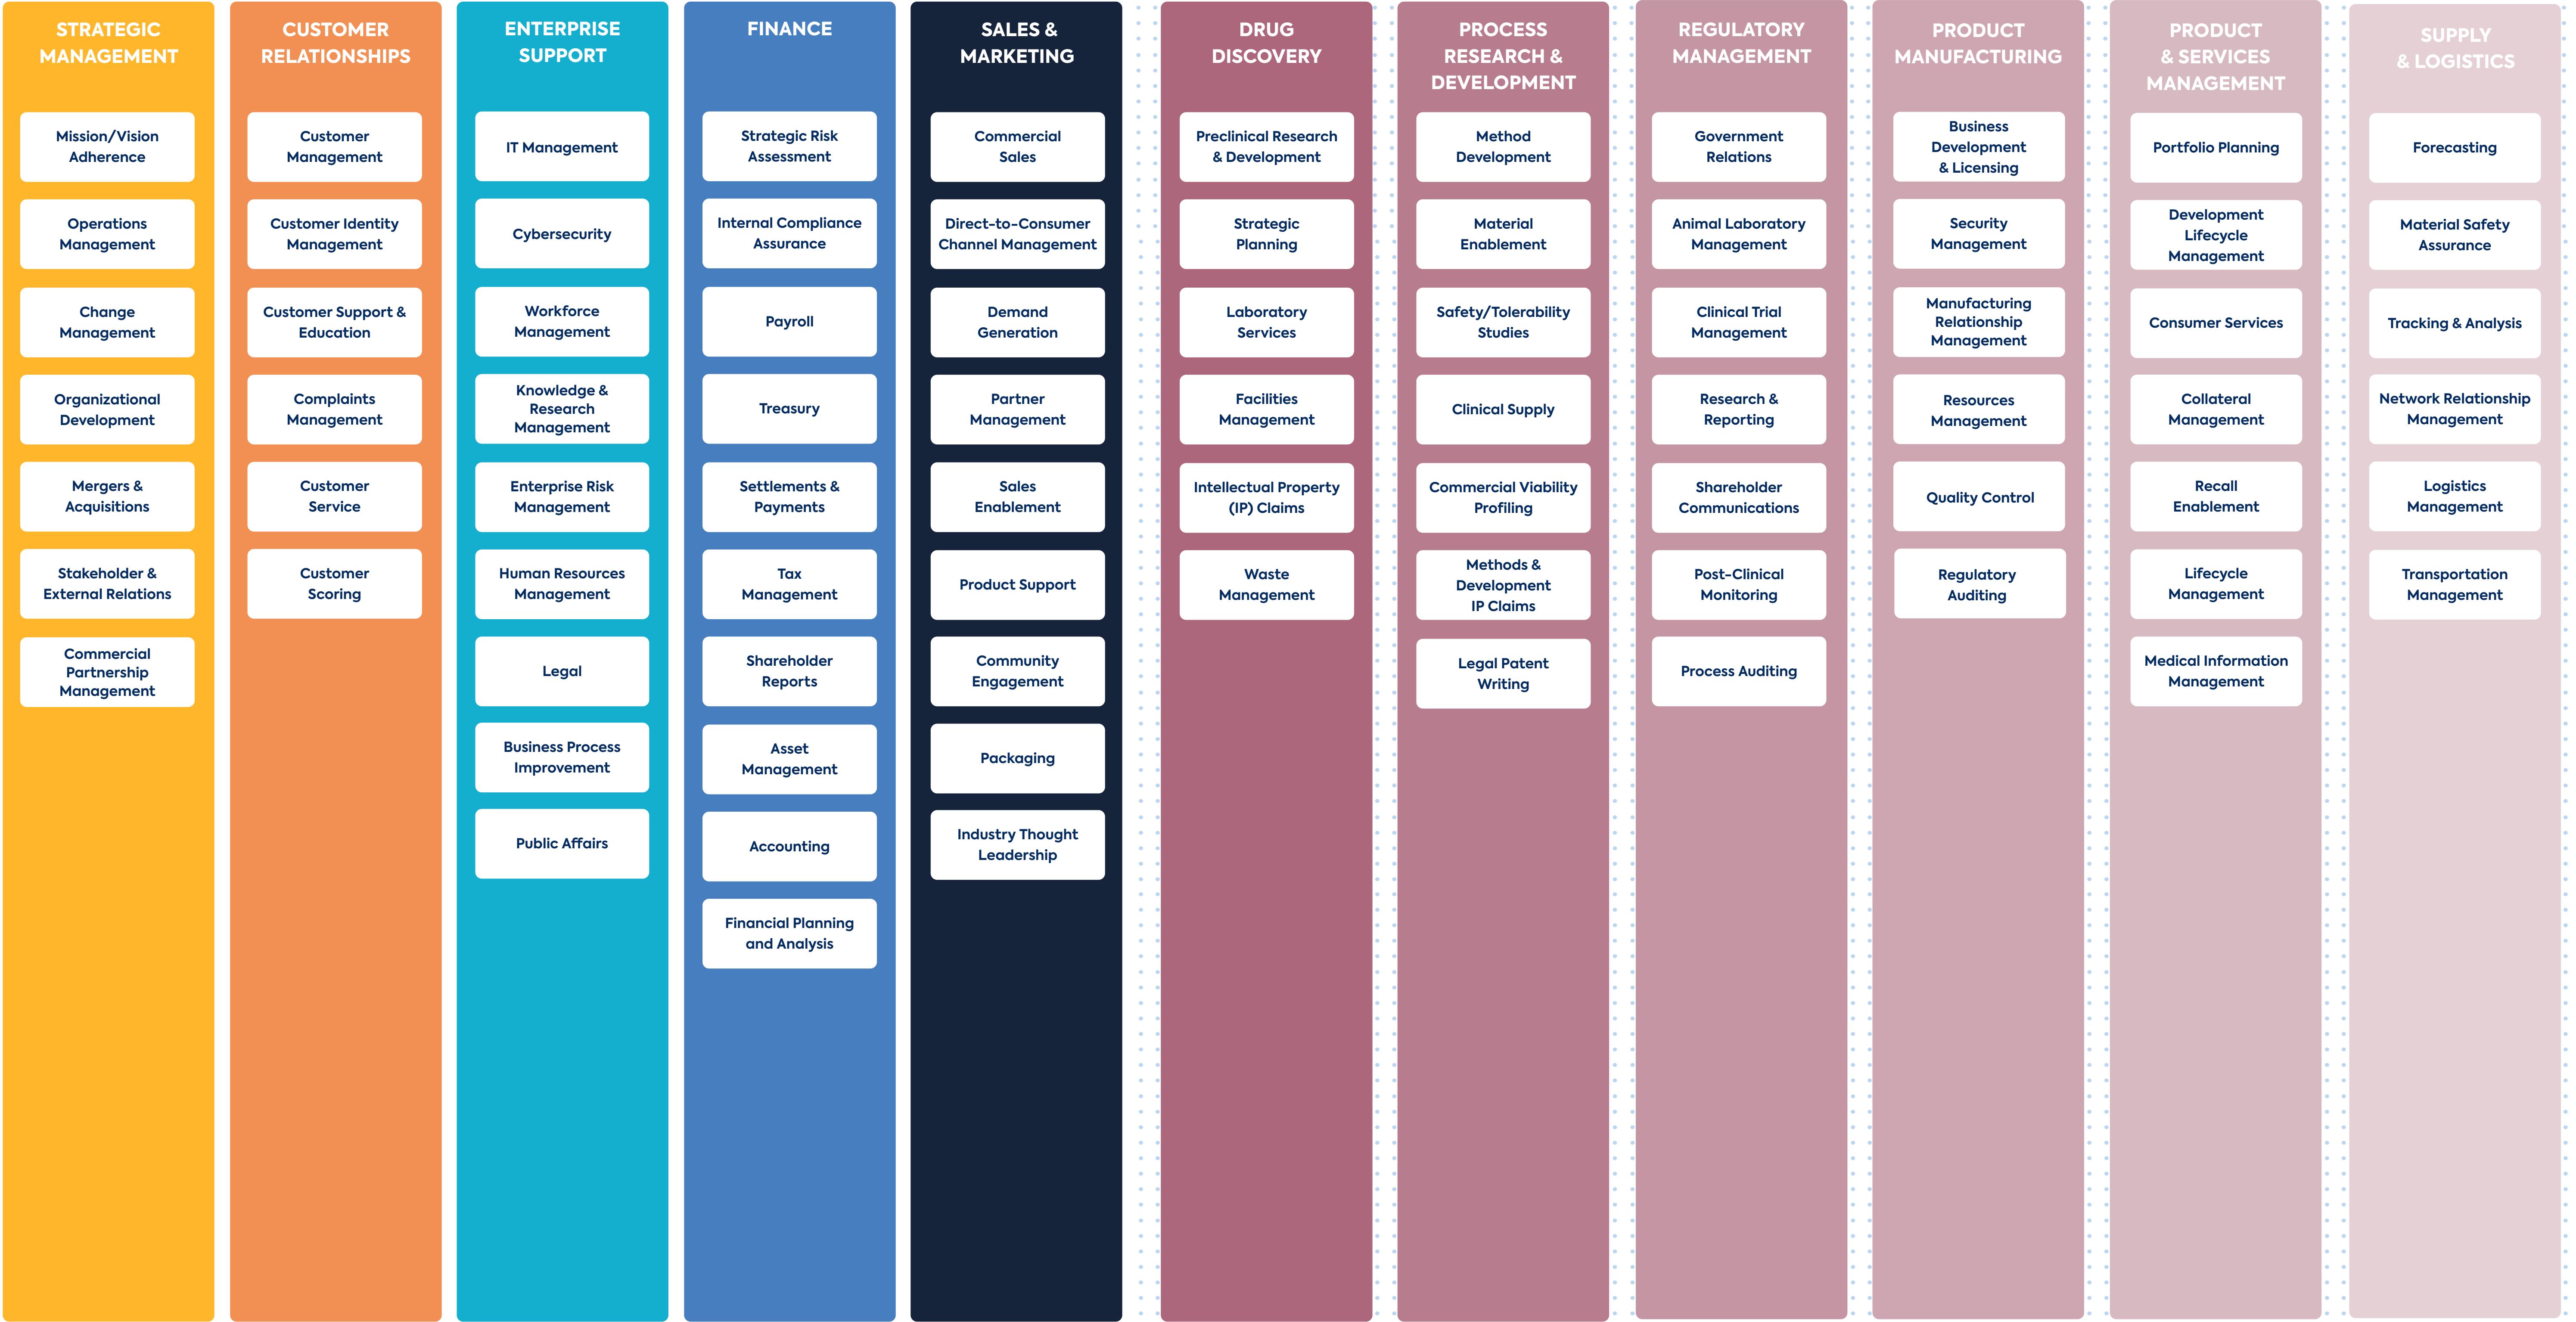 STRATEGIC
MANAGEMENT
Mission/Vision
Adherence
Operations
Management
Change
Management
Organizational
Development
Mergers &
Acquisitions
Stakeholder &
External Relations
Commercial
Partnership
Management
CUSTOMER
RELATIONSHIPS
Customer
Management
Customer Identity
Management
Customer Support &
Education
Complaints
Management
Customer
Service
Customer
Scoring
ENTERPRISE
SUPPORT
IT Management
Cybersecurity
Workforce
Management
Knowledge &
Research
Management
Enterprise Risk
Management
Human Resources
Management
Legal
Business Process
Improvement
Public Affairs
FINANCE
Strategic Risk
Assessment
Internal Compliance
Assurance
Payroll
Treasury
Settlements &
Payments
Tax
Management
Shareholder
Reports
Asset
Management
Accounting
Financial Planning
and Analysis
SALES &
MARKETING
Commercial
Sales
Direct-to-Consumer
Channel Management
Demand
Generation
Partner
Management
Sales
Enablement
Product Support
Community
Engagement
Packaging
Industry Thought
Leadership
DRUG
DISCOVERY
Preclinical Research
& Development
Strategic
Planning
Laboratory
Services
Facilities
Management
Intellectual Property
(IP) Claims
Waste
Management
PROCESS
RESEARCH &
DEVELOPMENT
Method
Development
Material
Enablement
Safety/Tolerability
Studies
Clinical Supply
Commercial Viability
Profiling
Methods &
Development
IP Claims
Legal Patent
Writing
REGULATORY
MANAGEMENT
Government
Relations
Animal Laboratory
Management
Clinical Trial
Management
Research &
Reporting
Shareholder
Communications
Post-Clinical
Monitoring
Process Auditing
PRODUCT
MANUFACTURING
Business
Development
& Licensing
Security
Management
Manufacturing
Relationship
Management
Resources
Management
Quality Control
Regulatory
Auditing
PRODUCT
& SERVICES
MANAGEMENT
Portfolio Planning
Development
Lifecycle
Management
Consumer Services
Collateral
Management
Recall
Enablement
Lifecycle
Management
Medical Information
Management
SUPPLY
& LOGISTICS
Forecasting
Material Safety
Assurance
Tracking & Analysis
Network Relationship
Management
Logistics
Management
Transportation
Management